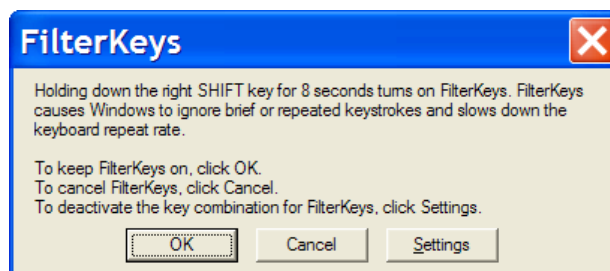 FilterKeys
Holding down the right SHIFT key for 8 seconds turns on FilterKeys. FilterKeys
causes Windows to ignore brief or repeated keystrokes and slows down the
keyboard repeat rate.
To keep FilterKeys on, click OK.
To cancel FilterKeys, click Cancel.
To deactivate the key combination for FilterKeys, click Settings.
OK Cancel Settings